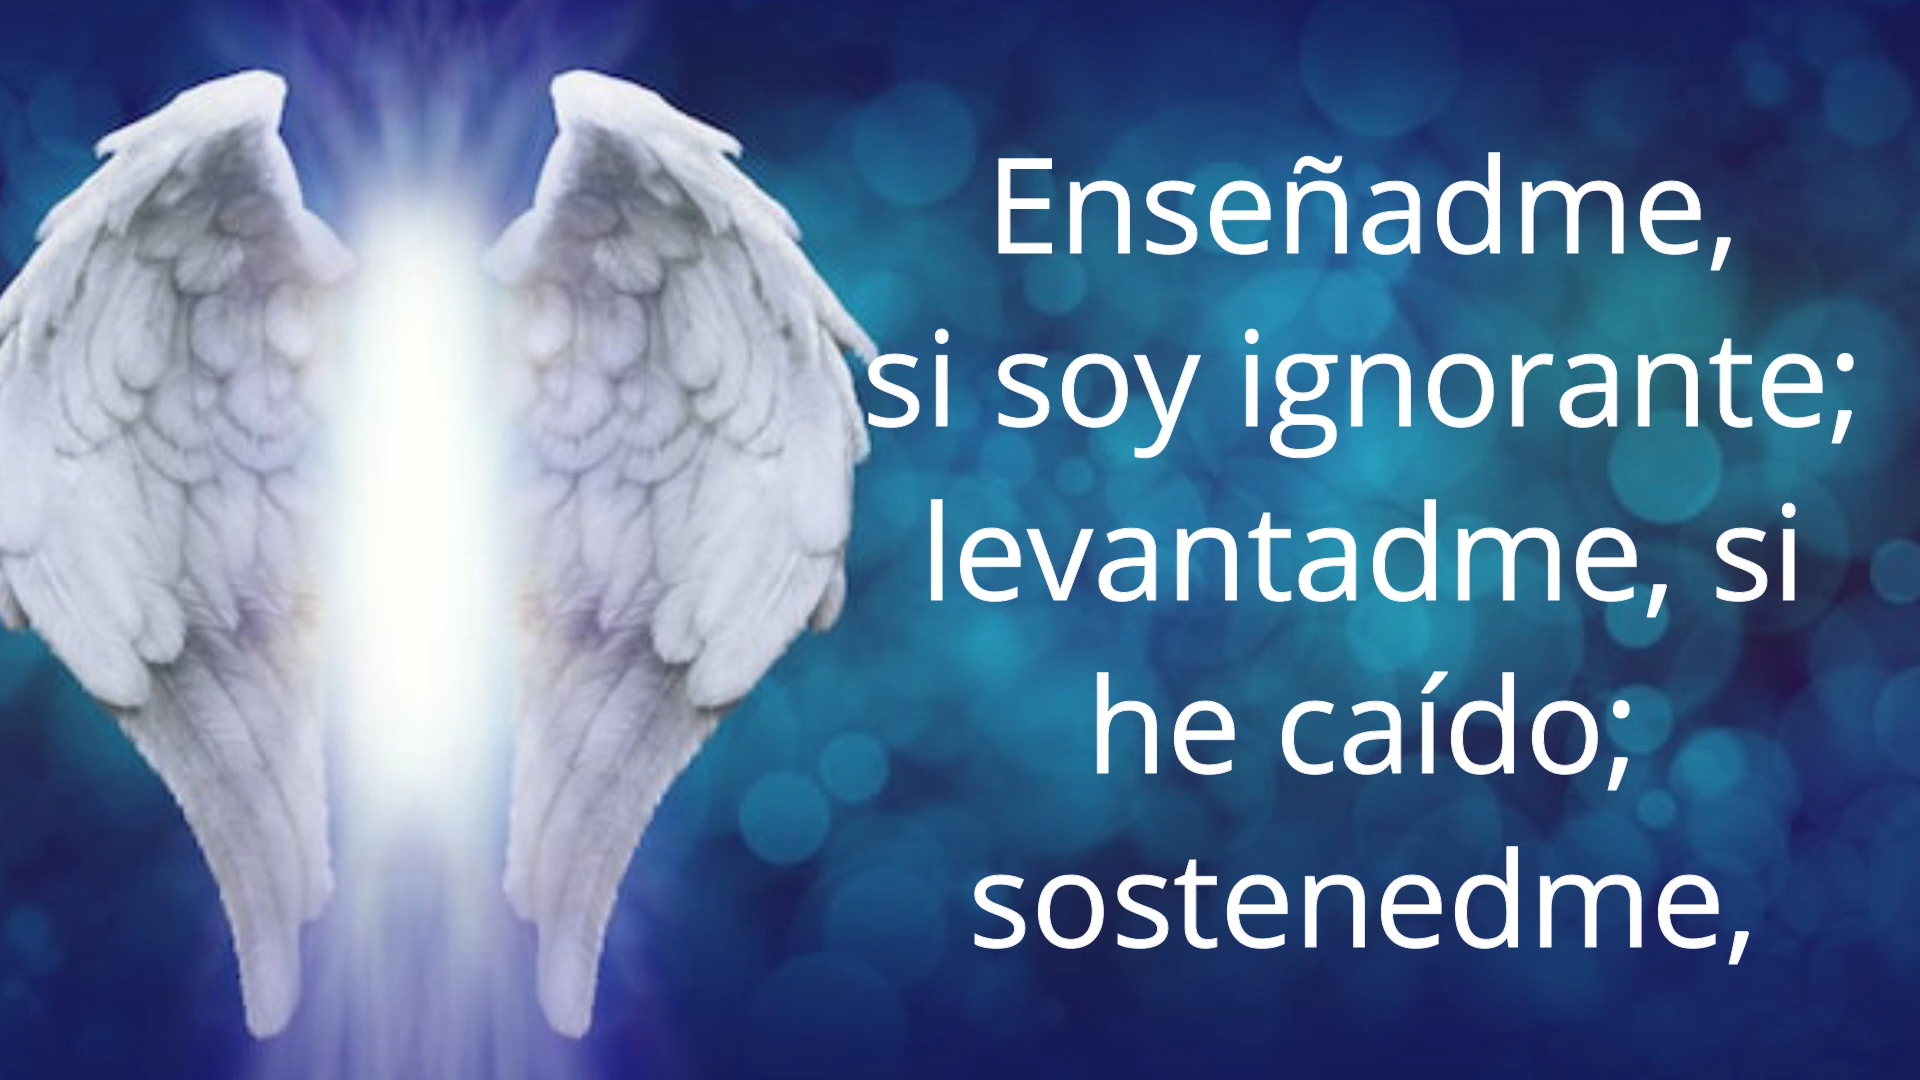 Enseñadme,
si soy ignorante;
levantadme, si
he caído;
sostenedme,